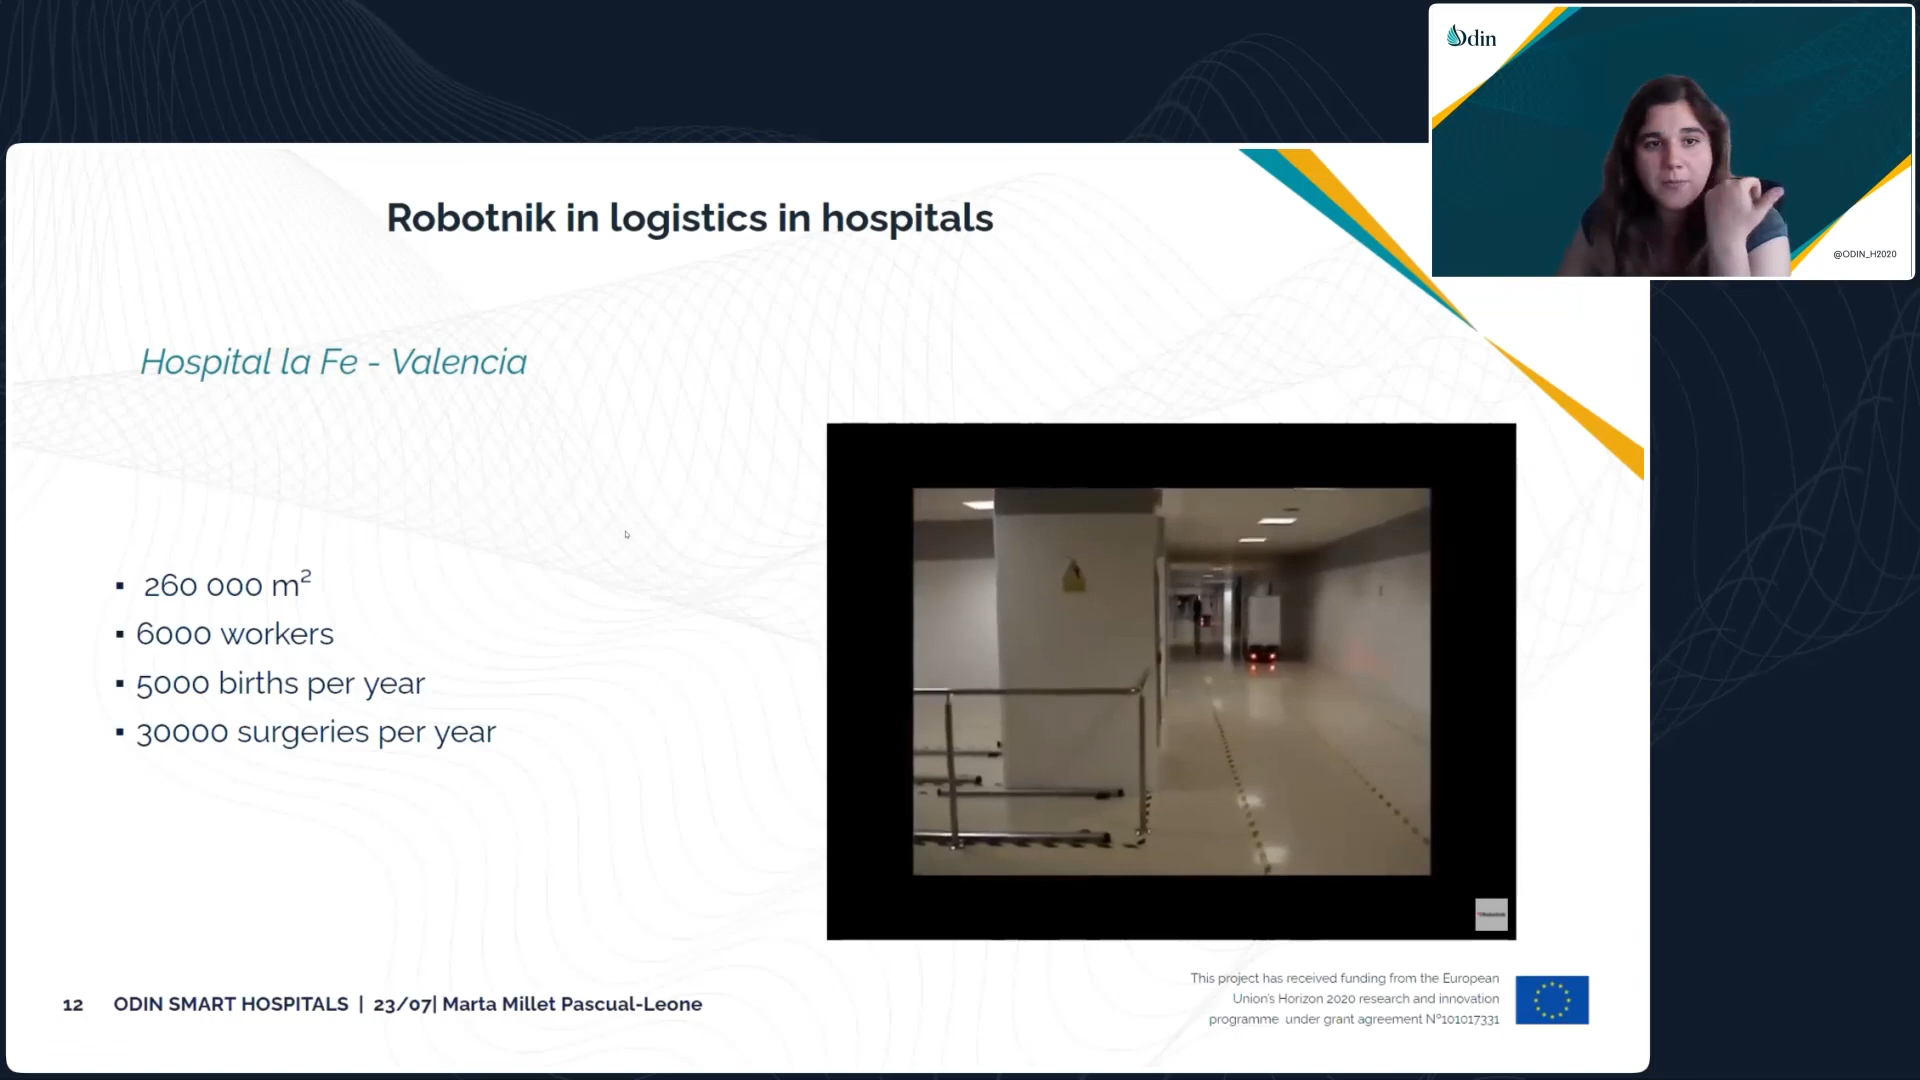 Odin
@ODIN_H2020
Robotnik in logistics in hospitals
Hospital la Fe - Valencia
▪ 260 000 m²
▪ 6000 workers
▪ 5000 births per year
▪ 30000 surgeries per year
Robotnik
This project has received funding from the European
Union's Horizon 2020 research and innovation
programme under grant agreement Nº101017331
12 ODIN SMART HOSPITALS | 23/07| Marta Millet Pascual-Leone